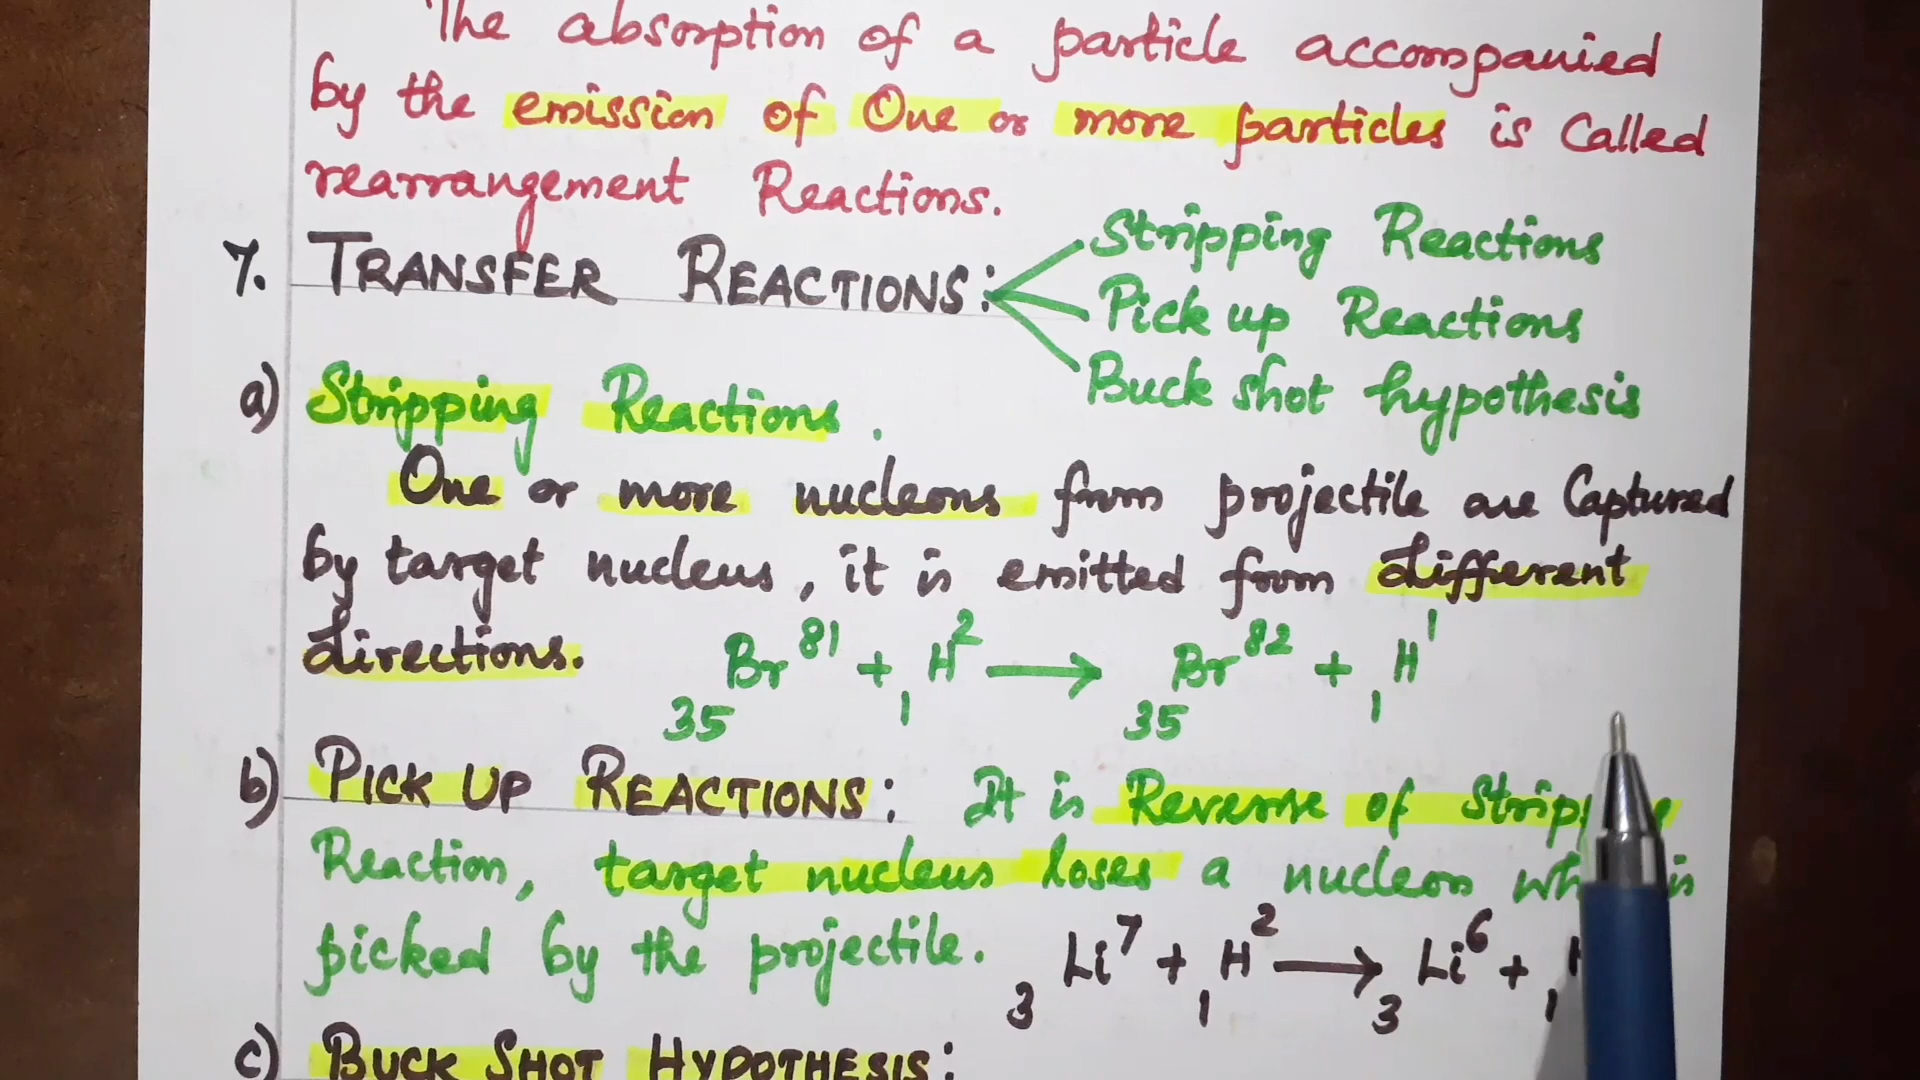 The absorption of a particle accompanied
by the emission of One or more particles is Called
rearrangement Reactions.
7. TRANSFER REACTIONS:
Stripping Reactions
Pick up Reactions
Buck shot hypothesis
a) Stripping Reactions.
One or more nucleons from projectile are Captured
by target nucleus, it is emitted from different
directions. ₃₅Br⁸¹ + ₁H² → ₃₅Br⁸² + ₁H¹
b) PICK UP REACTIONS: It is Reverse of
Reaction, target nucleus loses a nucleon
picked by the projectile. ₃Li⁷ + ₁H² → ₃Li⁶ + ₁
c) BUCK SHOT HYPOTHESIS: